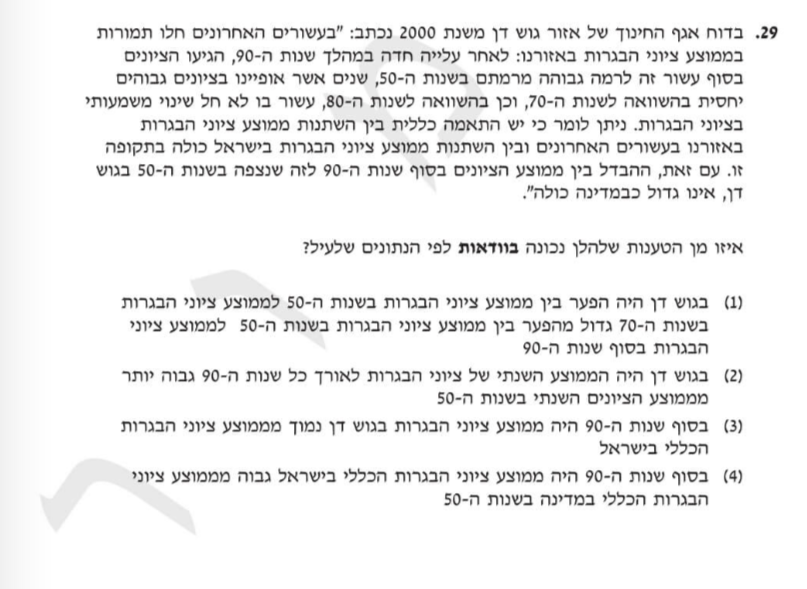 29. בדוח אגף החינוך של אזור גוש דן משנת 2000 נכתב: "בעשורים האחרונים חלו תמורות
בממוצע ציוני הבגרות באזורנו: לאחר עלייה חדה במהלך שנות ה-90, הגיעו הציונים
בסוף עשור זה לרמה גבוהה מרמתם בשנות ה-50, שנים אשר אופיינו בציונים גבוהים
יחסית בהשוואה לשנות ה-70, וכן בהשוואה לשנות ה-80, עשור בו לא חל שינוי משמעותי
בציוני הבגרות. ניתן לומר כי יש התאמה כללית בין השתנות ממוצע ציוני הבגרות
באזורנו בעשורים האחרונים ובין השתנות ממוצע ציוני הבגרות בישראל כולה בתקופה
זו. עם זאת, ההבדל בין ממוצע הציונים בסוף שנות ה-90 לזה שנצפה בשנות ה-50 בגוש
דן, אינו גדול כבמדינה כולה".
איזו מן הטענות שלהלן נכונה בוודאות לפי הנתונים שלעיל?
(1) בגוש דן היה הפער בין ממוצע ציוני הבגרות בשנות ה-50 לממוצע ציוני הבגרות
בשנות ה-70 גדול מהפער בין ממוצע ציוני הבגרות בשנות ה-50 לממוצע ציוני
הבגרות בסוף שנות ה-90
(2) בגוש דן היה הממוצע השנתי של ציוני הבגרות לאורך כל שנות ה-90 גבוה יותר
מממוצע הציונים השנתי בשנות ה-50
(3) בסוף שנות ה-90 היה ממוצע ציוני הבגרות בגוש דן נמוך מממוצע ציוני הבגרות
הכללי בישראל
(4) בסוף שנות ה-90 היה ממוצע ציוני הבגרות הכללי בישראל גבוה מממוצע ציוני
הבגרות הכללי במדינה בשנות ה-50